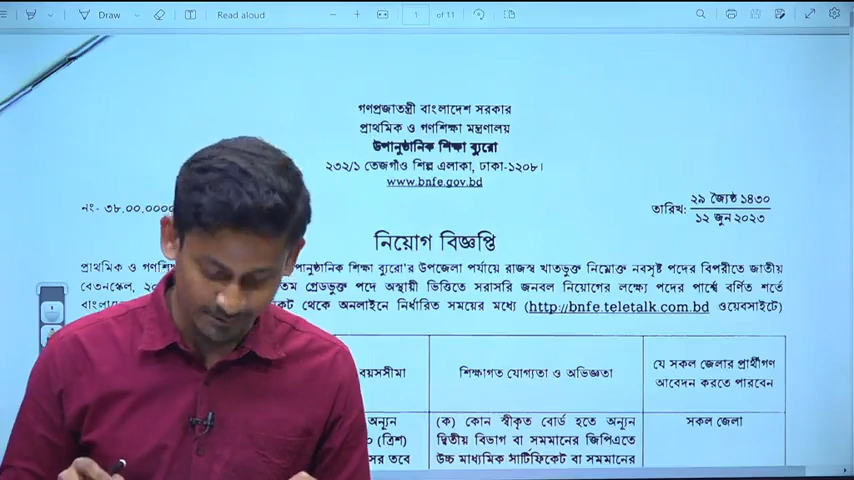 Draw
Read aloud
1 of 11
গণপ্রজাতন্ত্রী বাংলাদেশ সরকার
প্রাথমিক ও গণশিক্ষা মন্ত্রণালয়
উপানুষ্ঠানিক শিক্ষা ব্যুরো
২৩২/১ তেজগাঁও শিল্প এলাকা, ঢাকা-১২০৮।
www.bnfe.gov.bd
নং- ৩৮.০০.০০০০
তারিখ: ২৯ জ্যৈষ্ঠ ১৪৩০
১২ জুন ২০২৩
নিয়োগ বিজ্ঞপ্তি
প্রাথমিক ও উপানুষ্ঠানিক শিক্ষা ব্যুরো'র উপজেলা পর্যায়ে রাজস্ব খাতভুক্ত নিম্নোক্ত নবসৃষ্ট পদের বিপরীতে জাতীয়
বেতনস্কেল, গ্রেডভুক্ত পদে অস্থায়ী ভিত্তিতে সরাসরি জনবল নিয়োগের লক্ষ্যে পদের পার্শ্বে বর্ণিত শর্তে
থেকে অনলাইনে নির্ধারিত সময়ের মধ্যে (http://bnfe.teletalk.com.bd ওয়েবসাইটে)
বয়সসীমা
শিক্ষাগত যোগ্যতা ও অভিজ্ঞতা
যে সকল জেলার প্রার্থীগণ
আবেদন করতে পারবেন
অন্যূন
(ত্রিশ)
তবে
(ক) কোন স্বীকৃত বোর্ড হতে অন্যূন
দ্বিতীয় বিভাগ বা সমমানের জিপিএতে
উচ্চ মাধ্যমিক সার্টিফিকেট বা সমমানের
সকল জেলা